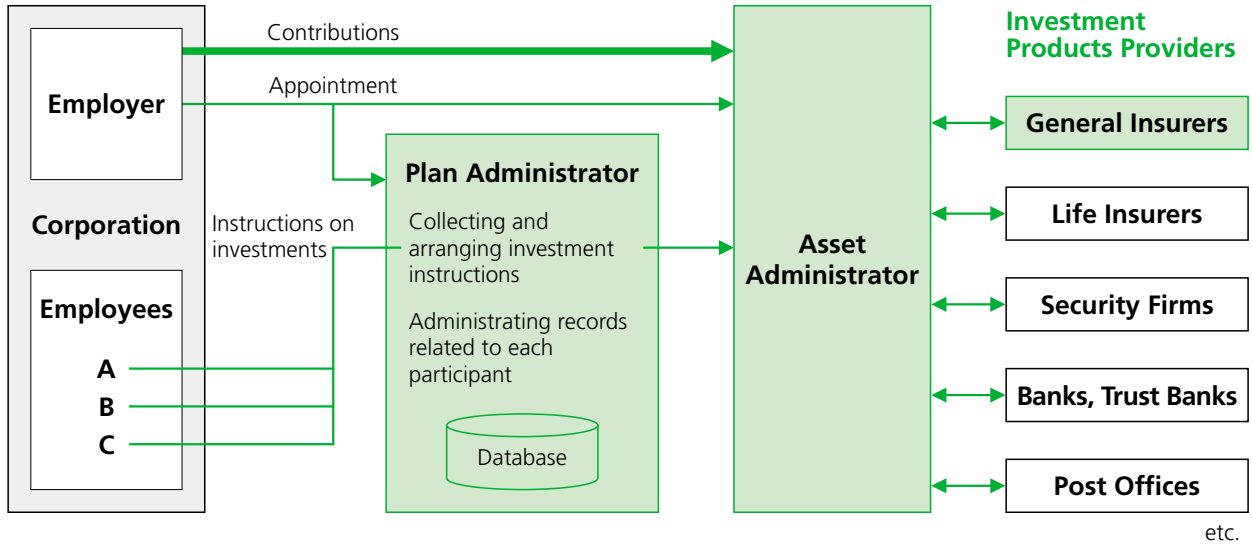 Contributions
Appointment
Employer
Corporation
Instructions on
investments
Employees
A
B
C
Plan Administrator
Collecting and
arranging investment
instructions
Administrating records
related to each
participant
Database
Asset
Administrator
Investment
Products Providers
General Insurers
Life Insurers
Security Firms
Banks, Trust Banks
Post Offices
etc.